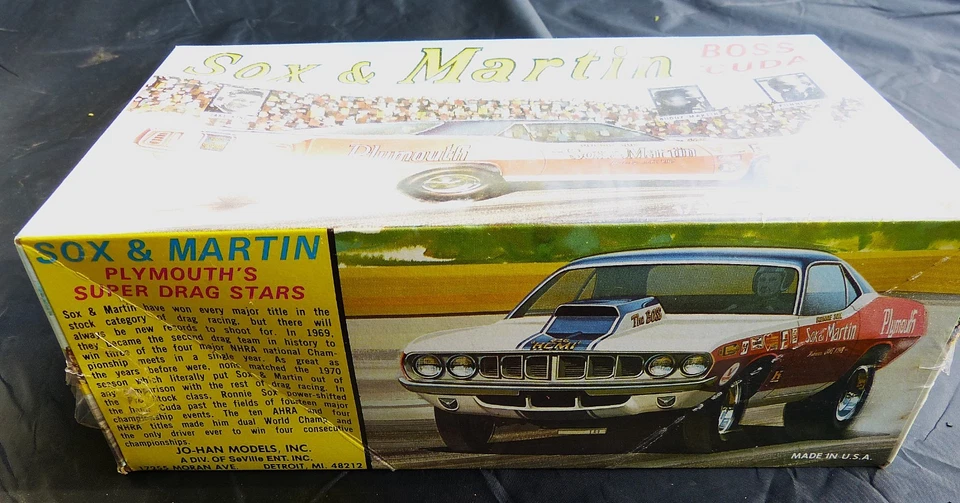 Sox & Martin
BOSS
'CUDA
Plymouth
Sox & Martin
SOX & MARTIN
PLYMOUTH'S
SUPER DRAG STARS
Sox & Martin have won every major title in the
stock category of drag racing, but there will
always be new records to shoot for. In 1969,
they became the second drag team in history to
win three of the four major NHRA national Cham-
pionship meets in a single year. As great as
the years before were, none matched the 1970
season which literally put Sox & Martin out of
any comparison with the rest of drag racing. In
the Stock class, Ronnie Sox power-shifted
the Cuda past the fields of fourteen major
championship events. The ten AHRA and
NHRA titles made him dual World Champ and
the only driver ever to win four consecutive
championships.
JO-HAN MODELS, INC.
A DIV. OF SeVille ENT. INC.
17255 MORAN AVE. DETROIT, MI. 48212
The BOSS
HEMI
RONNIE SOX
Sox & Martin
Plymouth
MADE IN U.S.A.